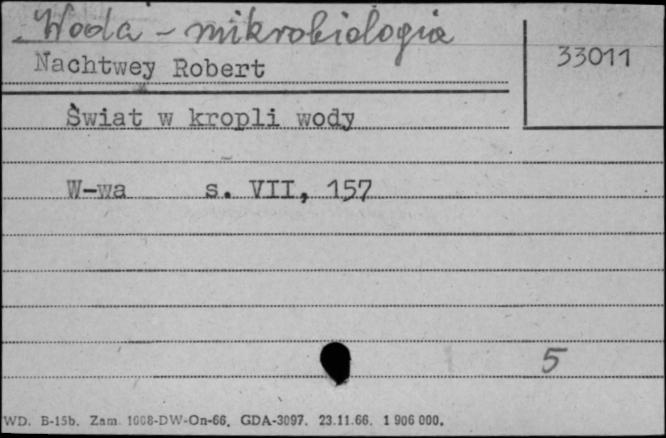 Woda - mikrobiologia
Nachtwey Robert
33011
Świat w kropli wody
W-wa s. VII, 157
5
WD. B-15b. Zam. 1068-DW-On-66. GDA-3097. 23.11.66. 1 906 000.